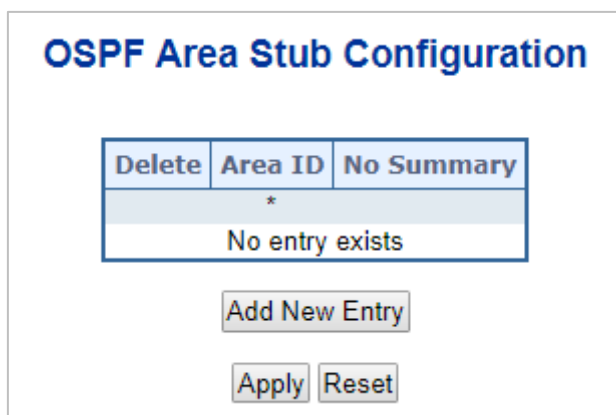 OSPF Area Stub Configuration
Delete Area ID No Summary
*
No entry exists
Add New Entry
Apply Reset